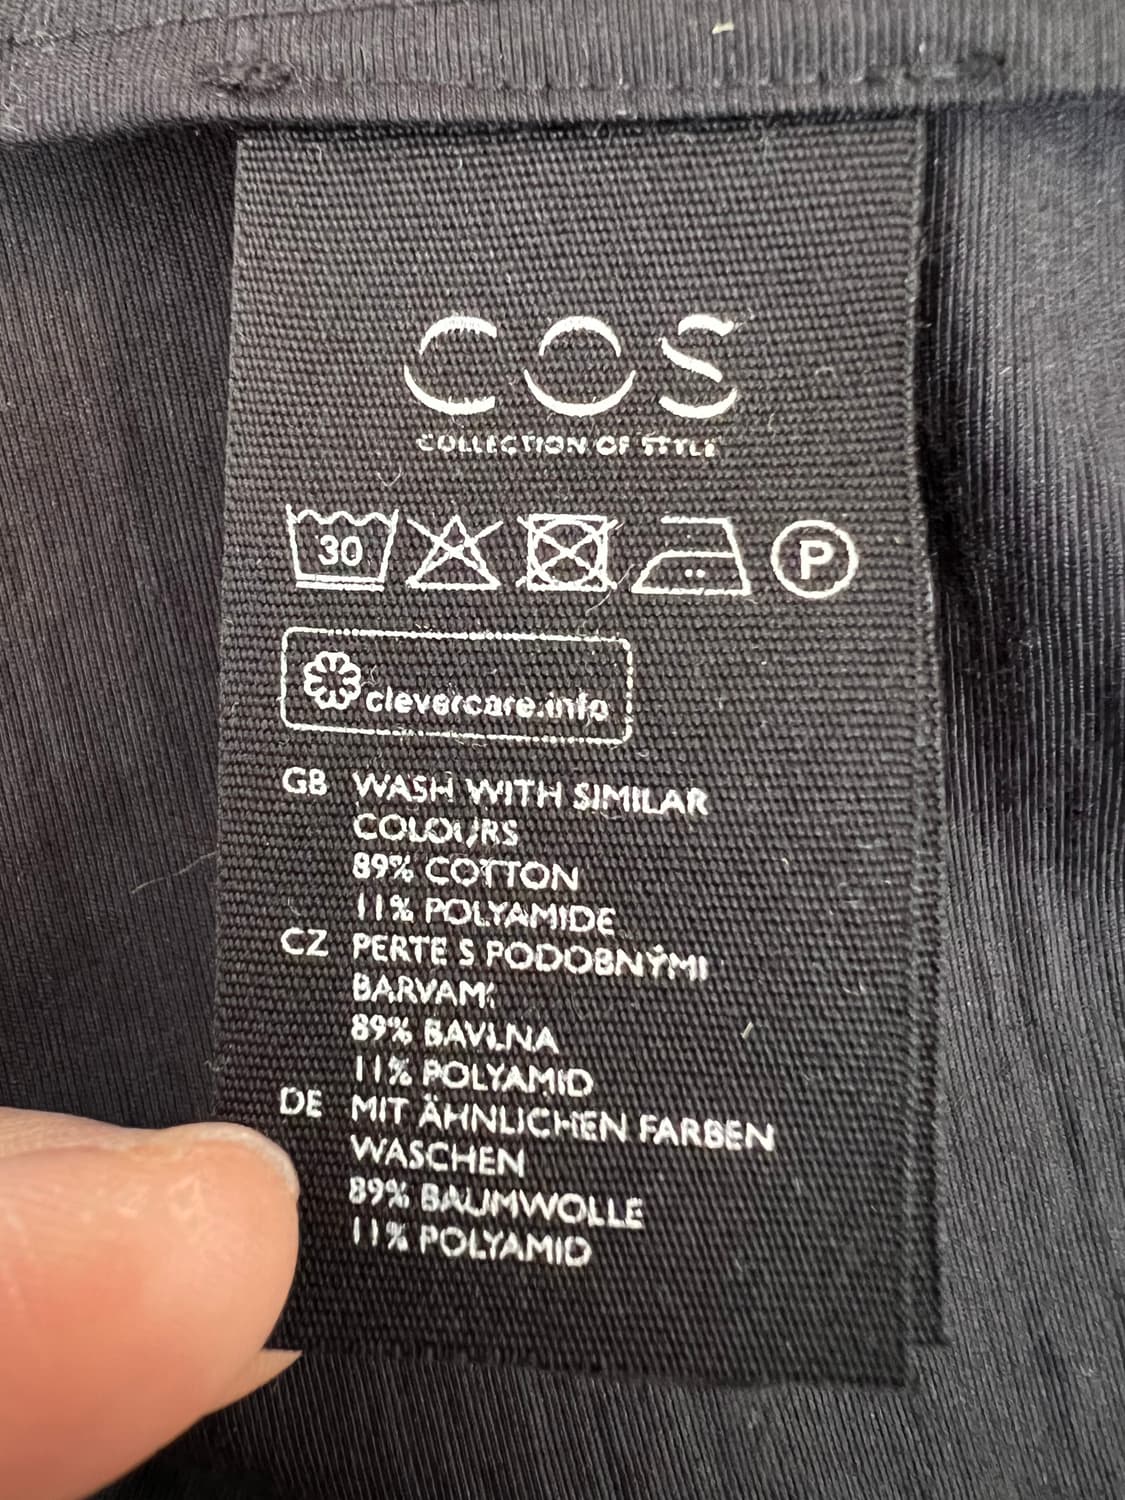 COS
COLLECTION OF STYLE
30 P
clevercare.info
GB WASH WITH SIMILAR
COLOURS
89% COTTON
11% POLYAMIDE
CZ PERTE S PODOBNÝMI
BARVAMI
89% BAVLNA
11% POLYAMID
DE MIT ÄHNLICHEN FARBEN
WASCHEN
89% BAUMWOLLE
11% POLYAMID